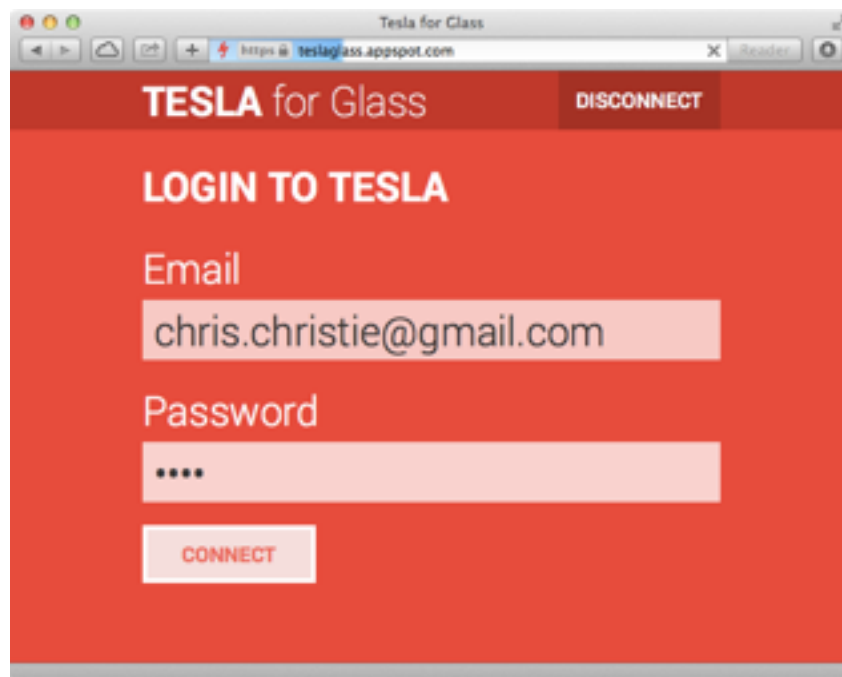 Tesla for Glass
https teslaglass.appspot.com Reader
TESLA for Glass DISCONNECT
LOGIN TO TESLA
Email
chris.christie@gmail.com
Password
••••
CONNECT